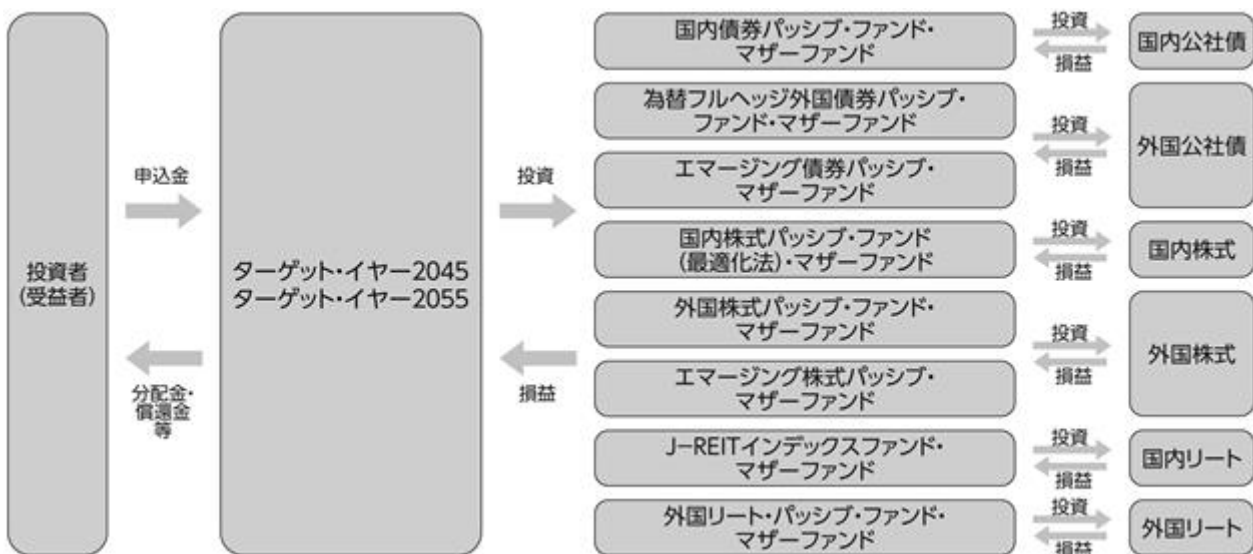 投資者
(受益者)
申込金
分配金・
償還金
等
ターゲット・イヤー2045
ターゲット・イヤー2055
投資
損益
国内債券パッシブ・ファンド・
マザーファンド
投資
損益
国内公社債
為替フルヘッジ外国債券パッシブ・
ファンド・マザーファンド
エマージング債券パッシブ・
マザーファンド
投資
損益
外国公社債
国内株式パッシブ・ファンド
(最適化法)・マザーファンド
投資
損益
国内株式
外国株式パッシブ・ファンド・
マザーファンド
エマージング株式パッシブ・
マザーファンド
投資
損益
外国株式
J-REITインデックスファンド・
マザーファンド
投資
損益
国内リート
外国リート・パッシブ・ファンド・
マザーファンド
投資
損益
外国リート